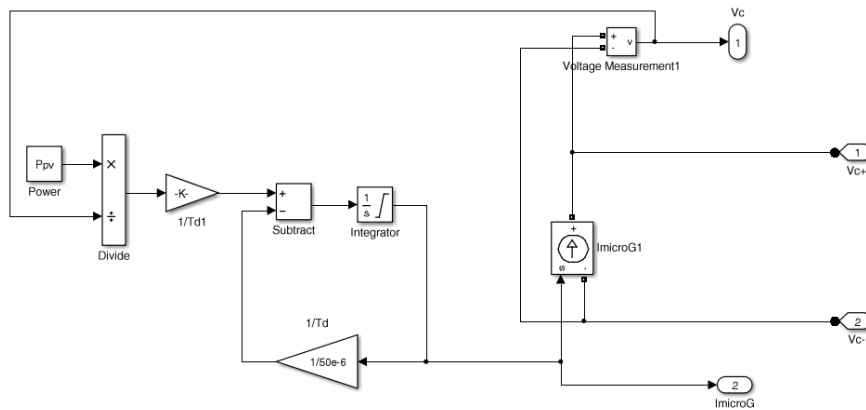 Vc
1
+
-
v
Voltage Measurement1
Ppv
Power
×
÷
Divide
-K-
1/Td1
+
−
Subtract
1
s
Integrator
+
s
-
ImicroG1
1
Vc+
2
Vc-
1/Td
1/50e-6
2
ImicroG